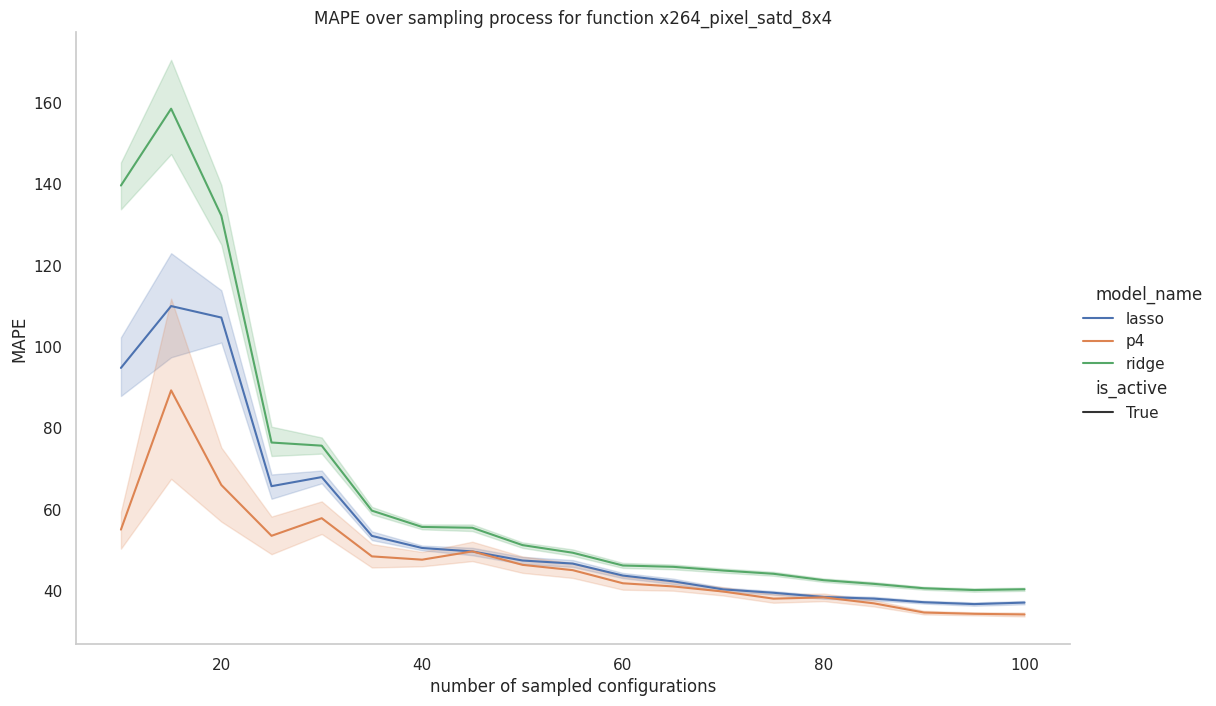 MAPE over sampling process for function x264_pixel_satd_8x4
160
140
120
100
80
60
40
MAPE
20 40 60 80 100
number of sampled configurations
model_name
lasso
p4
ridge
is_active
True